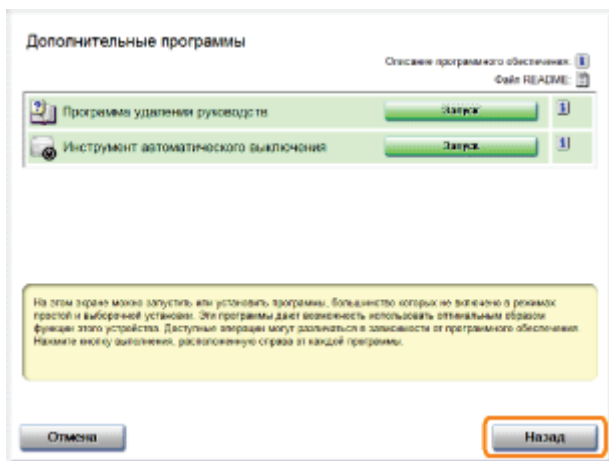 Дополнительные программы
Описание программного обеспечения:
Файл README:
Программа удаления руководств
Запуск
Инструмент автоматического выключения
Запуск
На этом экране можно запустить или установить программы, большинство которых не включено в режимах
простой и выборочной установки. Эти программы дают возможность использовать оптимальным образом
функции этого устройства. Доступные операции могут различаться в зависимости от программного обеспечения.
Нажмите кнопку выполнения, расположенную справа от каждой программы.
Отмена
Назад